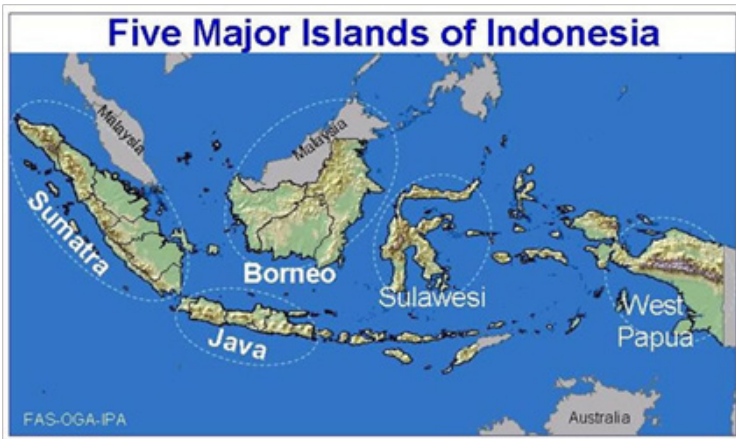 Five Major Islands of Indonesia
Malaysia
Malaysia
Sumatra
Borneo
Sulawesi
West
Papua
Java
FAS-OGA-IPA
Australia